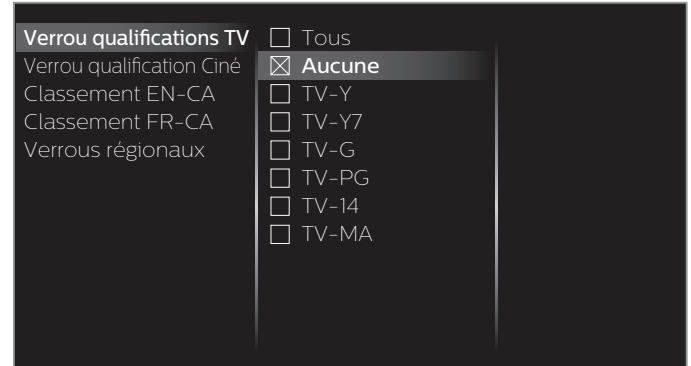 Verrou qualifications TV
Verrou qualification Ciné
Classement EN-CA
Classement FR-CA
Verrous régionaux
Tous
Aucune
TV-Y
TV-Y7
TV-G
TV-PG
TV-14
TV-MA